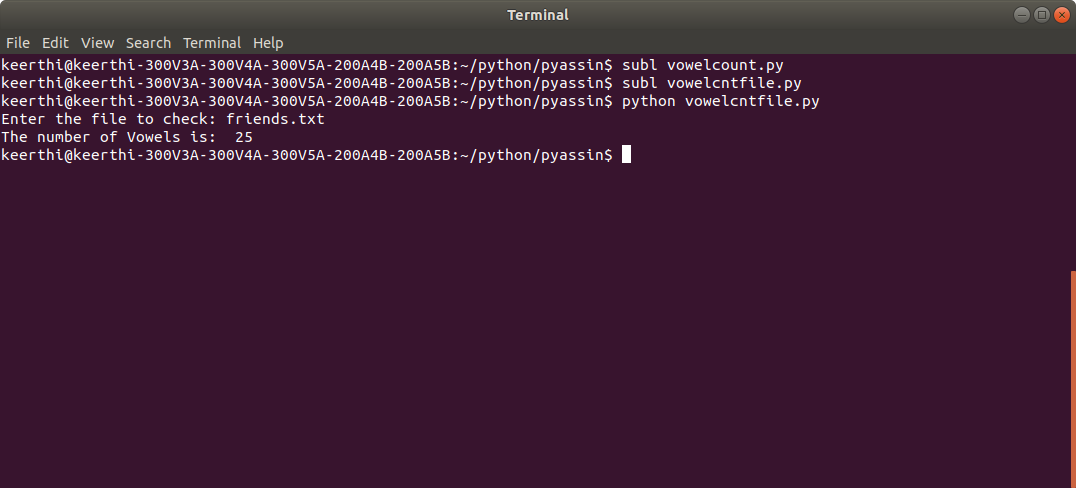 Terminal
File Edit View Search Terminal Help
keerthi@keerthi-300V3A-300V4A-300V5A-200A4B-200A5B:~/python/pyassin$ subl vowelcount.py
keerthi@keerthi-300V3A-300V4A-300V5A-200A4B-200A5B:~/python/pyassin$ subl vowelcntfile.py
keerthi@keerthi-300V3A-300V4A-300V5A-200A4B-200A5B:~/python/pyassin$ python vowelcntfile.py
Enter the file to check: friends.txt
The number of Vowels is:  25
keerthi@keerthi-300V3A-300V4A-300V5A-200A4B-200A5B:~/python/pyassin$